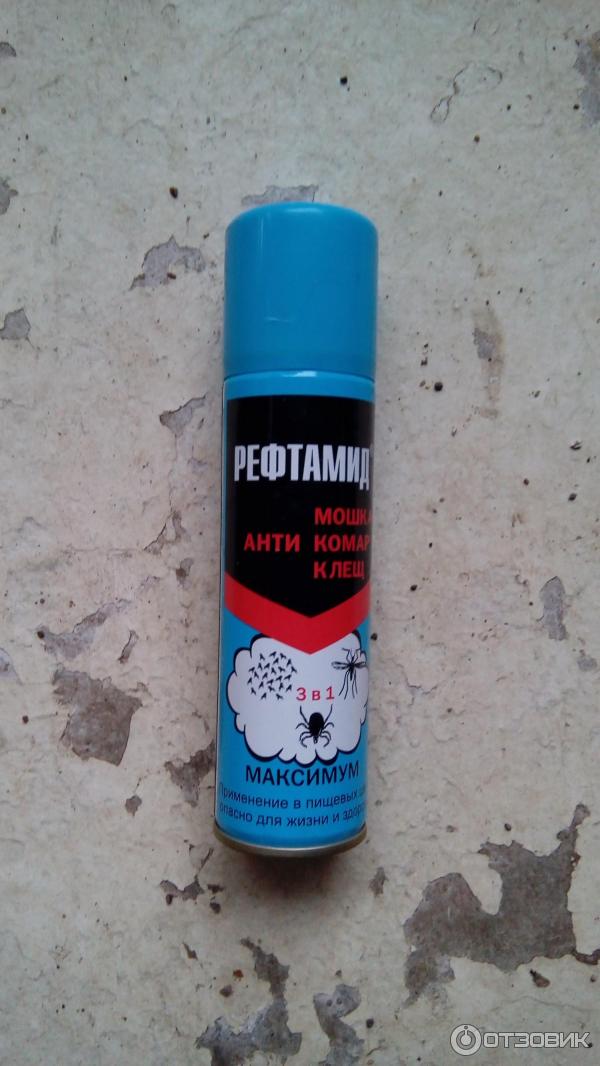 РЕФТАМИД
МОШКА
АНТИ КОМАР
КЛЕЩ
3 в 1
МАКСИМУМ
Применение в пищевых
опасно для жизни и
ОТЗОВИК